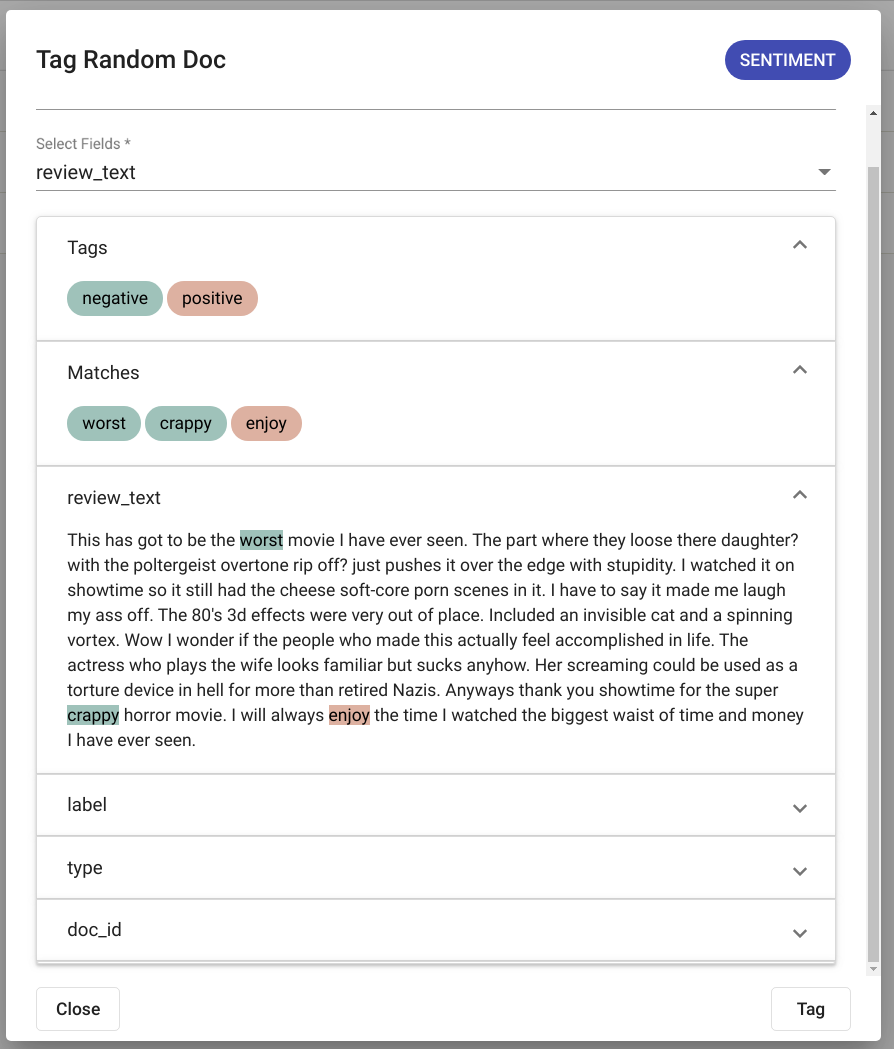 Tag Random Doc
SENTIMENT
Select Fields *
review_text
Tags
negative positive
Matches
worst crappy enjoy
review_text
This has got to be the worst movie I have ever seen. The part where they loose there daughter?
with the poltergeist overtone rip off? just pushes it over the edge with stupidity. I watched it on
showtime so it still had the cheese soft-core porn scenes in it. I have to say it made me laugh
my ass off. The 80's 3d effects were very out of place. Included an invisible cat and a spinning
vortex. Wow I wonder if the people who made this actually feel accomplished in life. The
actress who plays the wife looks familiar but sucks anyhow. Her screaming could be used as a
torture device in hell for more than retired Nazis. Anyways thank you showtime for the super
crappy horror movie. I will always enjoy the time I watched the biggest waist of time and money
I have ever seen.
label
type
doc_id
Close
Tag